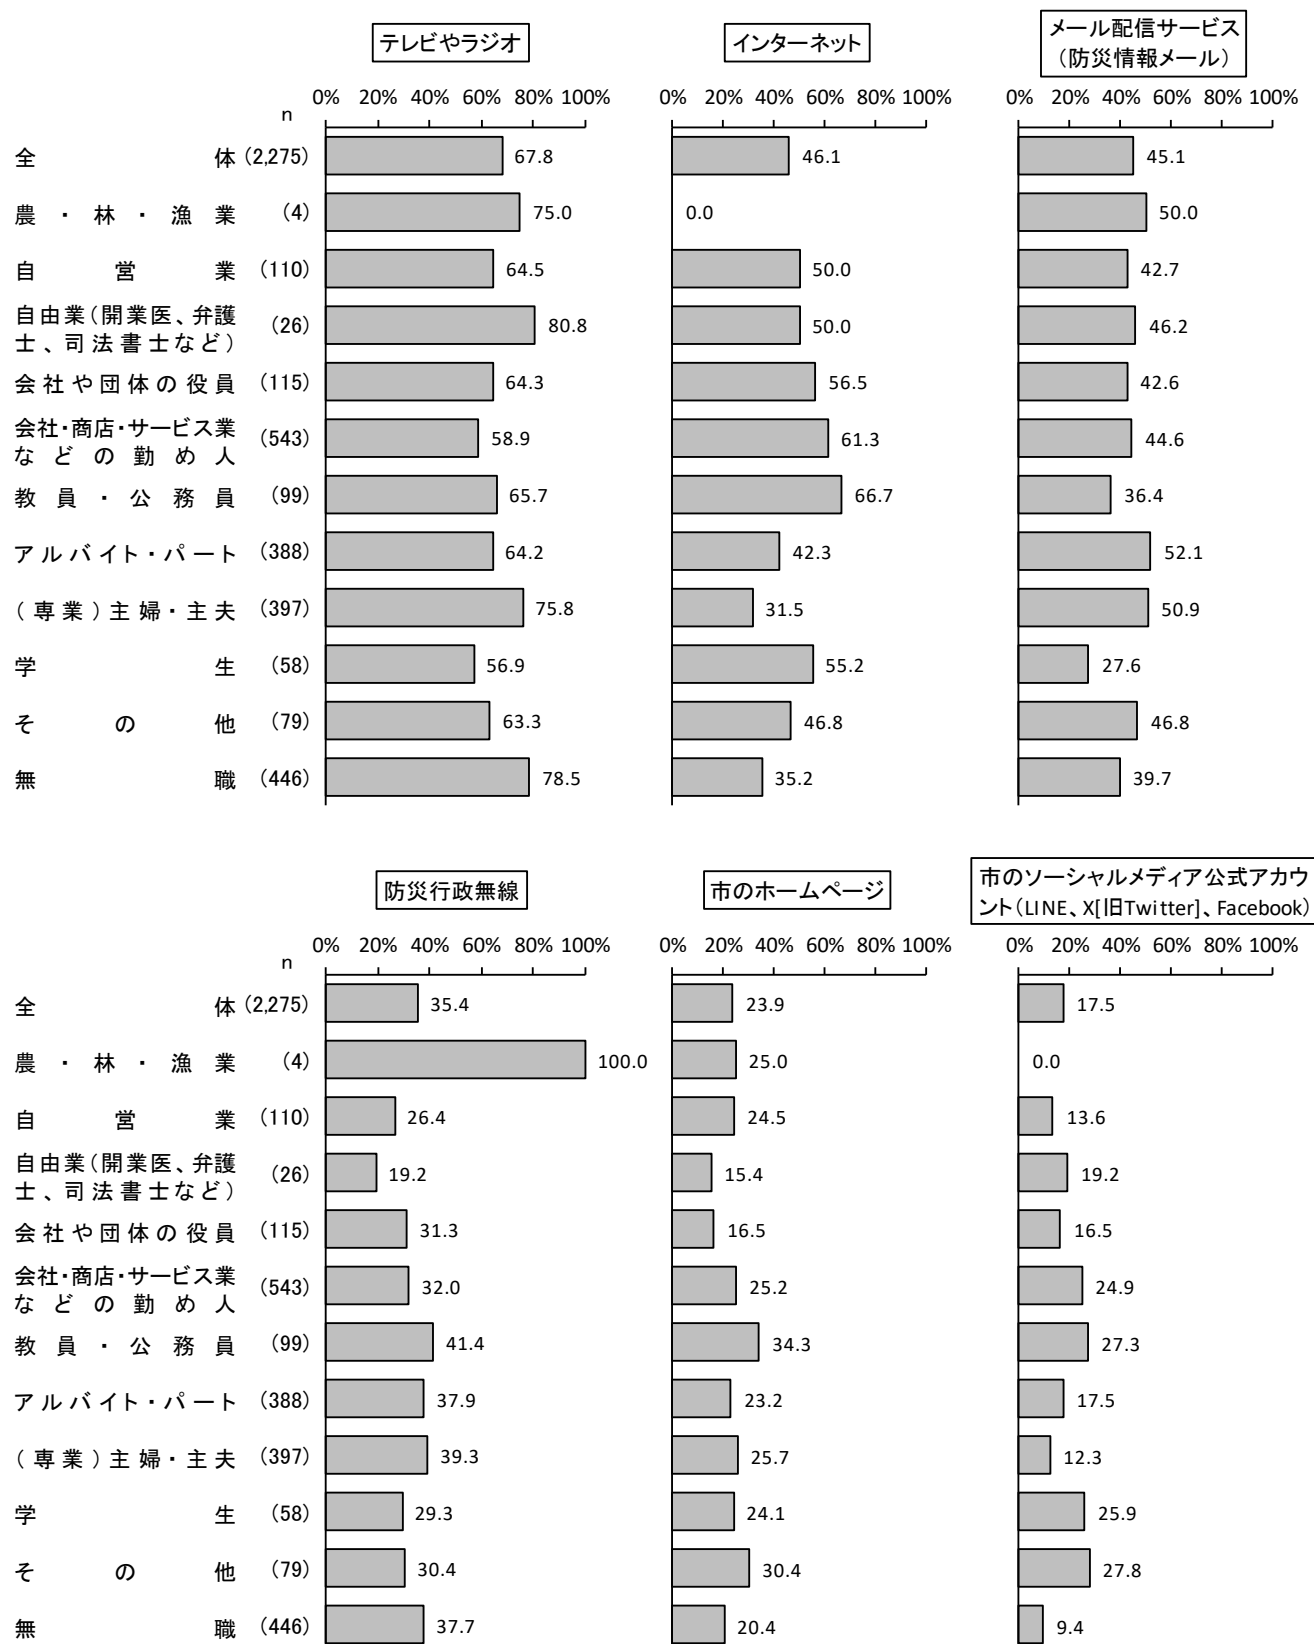 テレビやラジオ
インターネット
メール配信サービス
（防災情報メール）
n 0% 20% 40% 60% 80% 100% 0% 20% 40% 60% 80% 100% 0% 20% 40% 60% 80% 100%
全体 (2,275) 67.8 46.1 45.1
農・林・漁業 (4) 75.0 0.0 50.0
自営業 (110) 64.5 50.0 42.7
自由業（開業医、弁護
士、司法書士など） (26) 80.8 50.0 46.2
会社や団体の役員 (115) 64.3 56.5 42.6
会社・商店・サービス業
などの勤め人 (543) 58.9 61.3 44.6
教員・公務員 (99) 65.7 66.7 36.4
アルバイト・パート (388) 64.2 42.3 52.1
（専業）主婦・主夫 (397) 75.8 31.5 50.9
学生 (58) 56.9 55.2 27.6
その他 (79) 63.3 46.8 46.8
無職 (446) 78.5 35.2 39.7
防災行政無線
市のホームページ
市のソーシャルメディア公式アカウ
ント（LINE、X[旧Twitter]、Facebook）
n 0% 20% 40% 60% 80% 100% 0% 20% 40% 60% 80% 100% 0% 20% 40% 60% 80% 100%
全体 (2,275) 35.4 23.9 17.5
農・林・漁業 (4) 100.0 25.0 0.0
自営業 (110) 26.4 24.5 13.6
自由業（開業医、弁護
士、司法書士など） (26) 19.2 15.4 19.2
会社や団体の役員 (115) 31.3 16.5 16.5
会社・商店・サービス業
などの勤め人 (543) 32.0 25.2 24.9
教員・公務員 (99) 41.4 34.3 27.3
アルバイト・パート (388) 37.9 23.2 17.5
（専業）主婦・主夫 (397) 39.3 25.7 12.3
学生 (58) 29.3 24.1 25.9
その他 (79) 30.4 30.4 27.8
無職 (446) 37.7 20.4 9.4